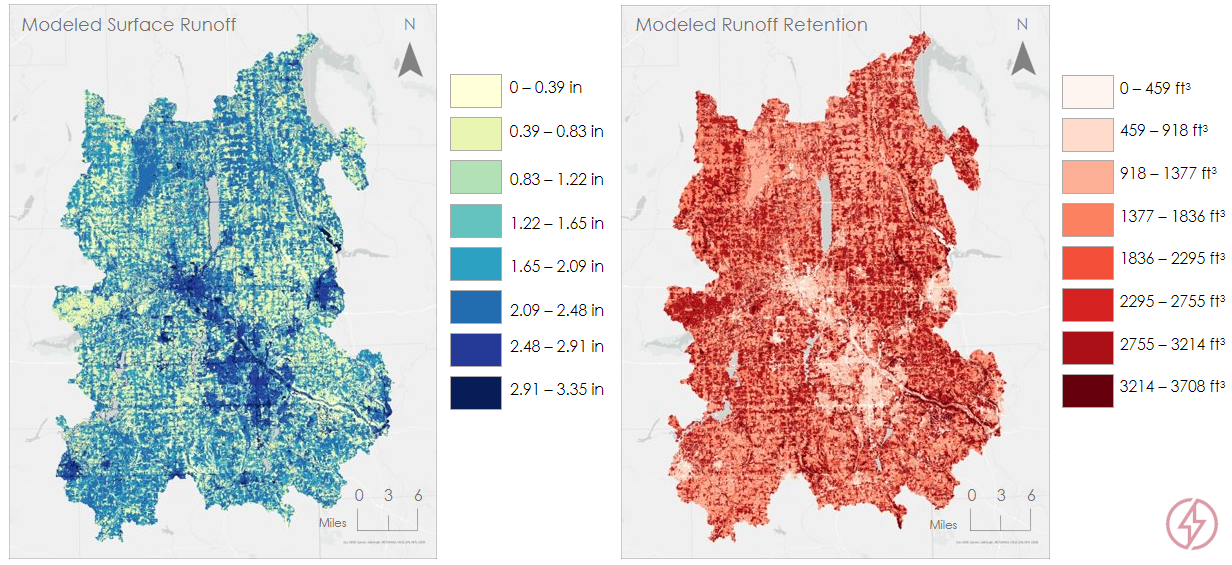 Modeled Surface Runoff
N
0 – 0.39 in
0.39 – 0.83 in
0.83 – 1.22 in
1.22 – 1.65 in
1.65 – 2.09 in
2.09 – 2.48 in
2.48 – 2.91 in
2.91 – 3.35 in
0 3 6
Miles
Modeled Runoff Retention
N
0 – 459 ft³
459 – 918 ft³
918 – 1377 ft³
1377 – 1836 ft³
1836 – 2295 ft³
2295 – 2755 ft³
2755 – 3214 ft³
3214 – 3708 ft³
0 3 6
Miles